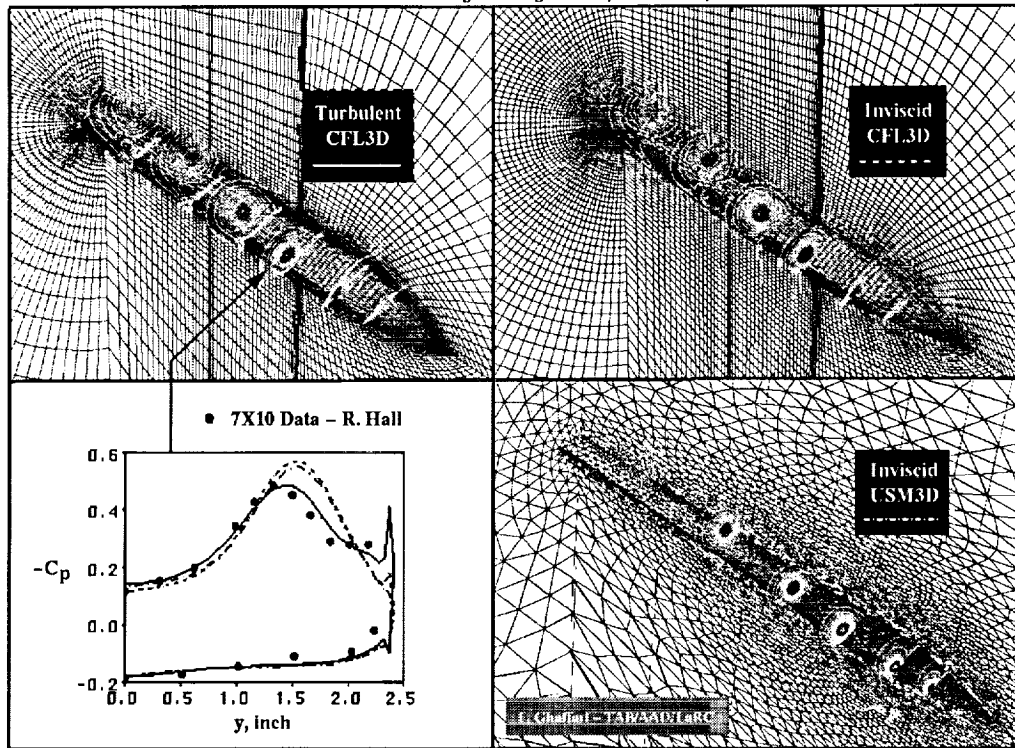 Turbulent
CFL3D
Inviscid
CFL3D
7X10 Data – R. Hall
0.6
0.4
0.2
0.0
-0.2
-Cp
0.0 0.5 1.0 1.5 2.0 2.5
y, inch
Inviscid
USM3D